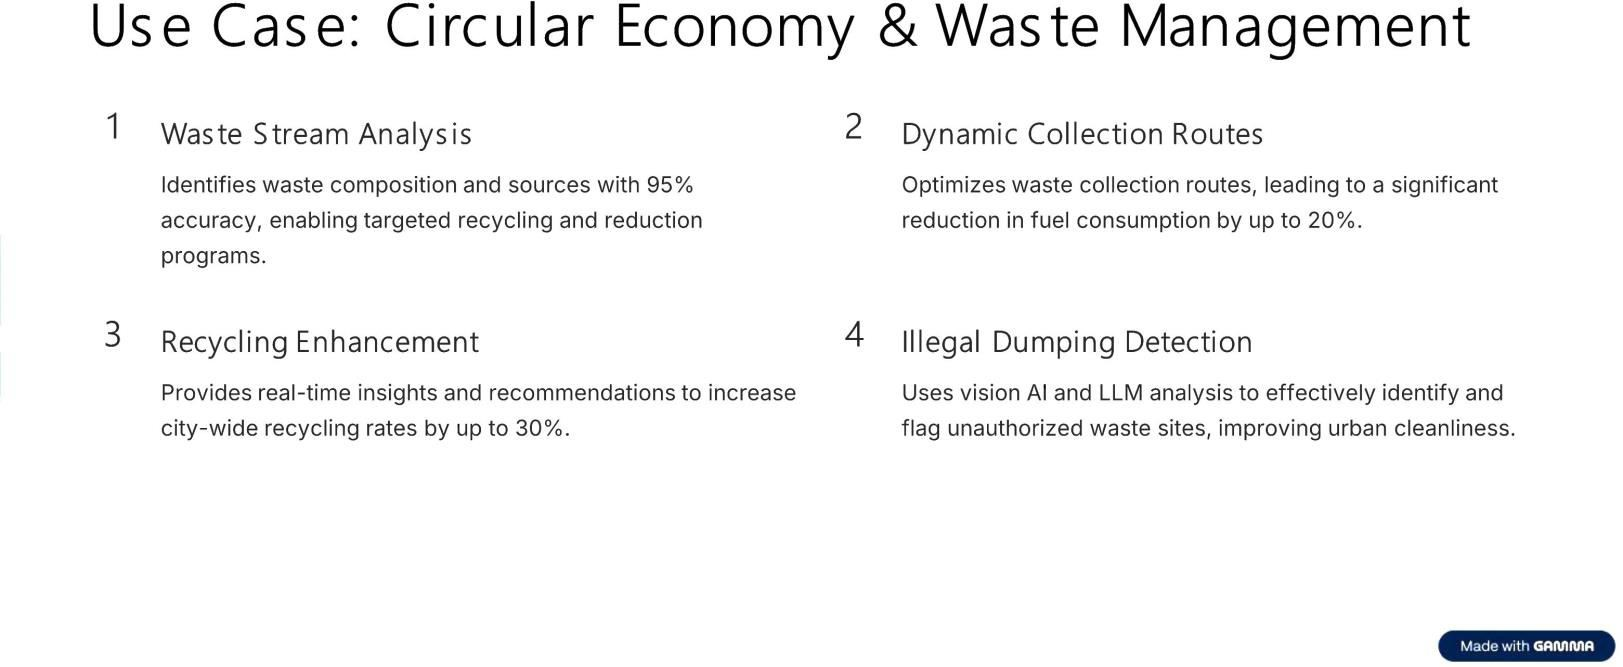 Use Case: Circular Economy & Waste Management
1
Waste Stream Analysis
Identifies waste composition and sources with 95%
accuracy, enabling targeted recycling and reduction
programs.
2
Dynamic Collection Routes
Optimizes waste collection routes, leading to a significant
reduction in fuel consumption by up to 20%.
3
Recycling Enhancement
Provides real-time insights and recommendations to increase
city-wide recycling rates by up to 30%.
4
Illegal Dumping Detection
Uses vision AI and LLM analysis to effectively identify and
flag unauthorized waste sites, improving urban cleanliness.
Made with GAMMA